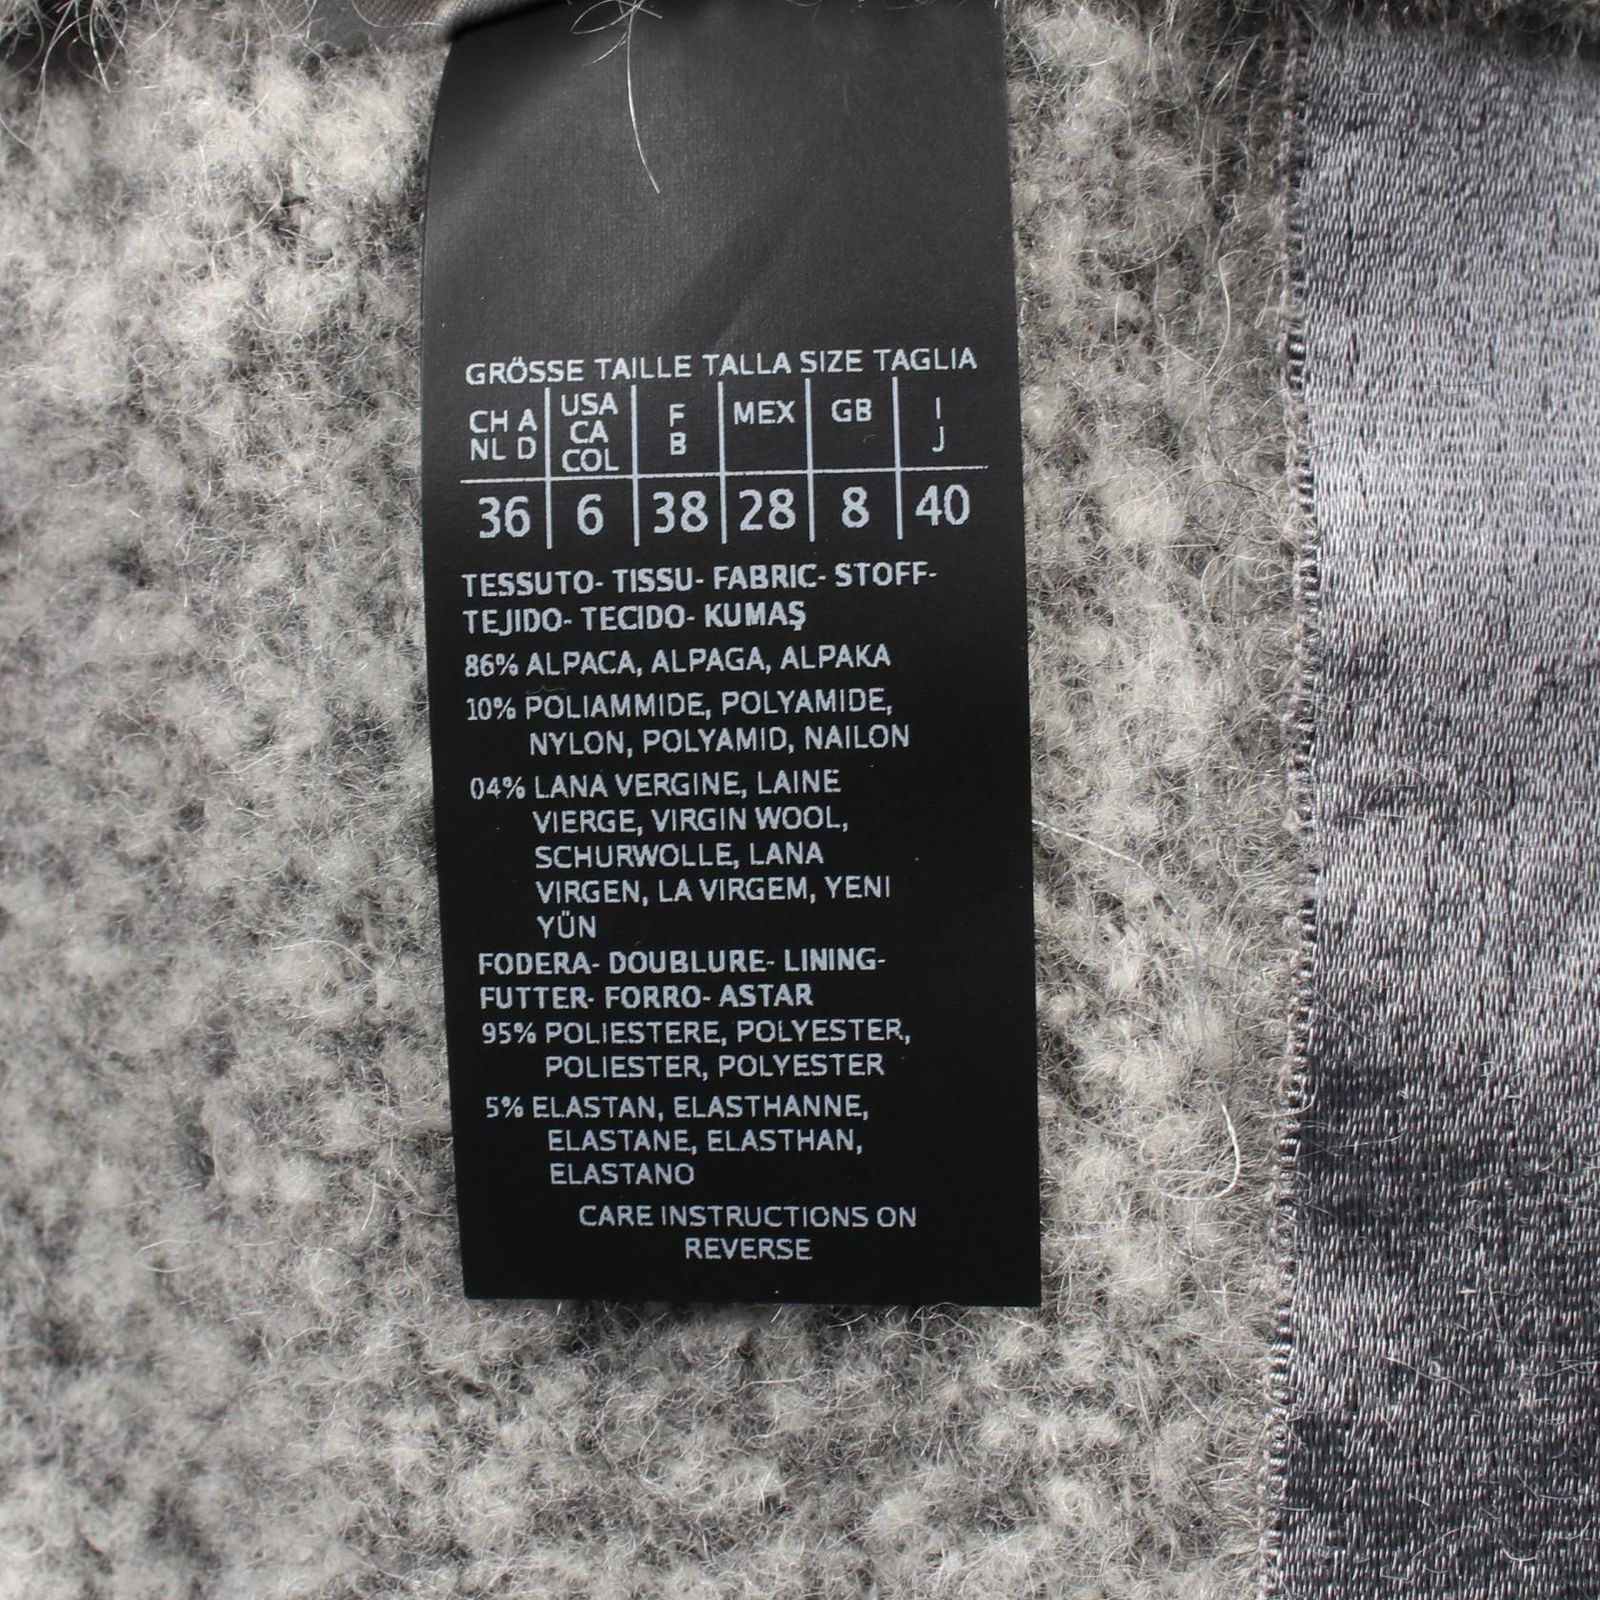 GRÖSSE TAILLE TALLA SIZE TAGLIA
CH A NL D | USA CA COL | F B | MEX | GB | I J
36 | 6 | 38 | 28 | 8 | 40
TESSUTO- TISSU- FABRIC- STOFF-
TEJIDO- TECIDO- KUMAŞ
86% ALPACA, ALPAGA, ALPAKA
10% POLIAMMIDE, POLYAMIDE,
NYLON, POLYAMID, NAILON
04% LANA VERGINE, LAINE
VIERGE, VIRGIN WOOL,
SCHURWOLLE, LANA
VIRGEN, LA VIRGEM, YENI
YÜN
FODERA- DOUBLURE- LINING-
FUTTER- FORRO- ASTAR
95% POLIESTERE, POLYESTER,
POLIESTER, POLYESTER
5% ELASTAN, ELASTHANNE,
ELASTANE, ELASTHAN,
ELASTANO
CARE INSTRUCTIONS ON
REVERSE